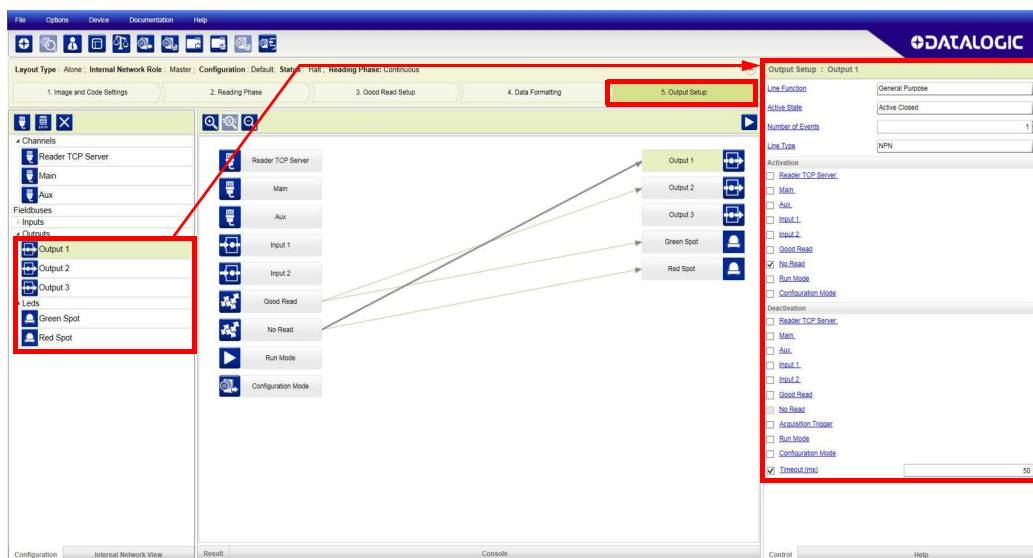 File Options Device Documentation Help
DATALOGIC
Layout Type : Alone ; Internal Network Role : Master ; Configuration : Default; Status : Halt ; Reading Phase: Continuous
1. Image and Code Settings
2. Reading Phase
3. Good Read Setup
4. Data Formatting
5. Output Setup
Channels
Reader TCP Server
Main
Aux
Fieldbuses
Inputs
Outputs
Output 1
Output 2
Output 3
Leds
Green Spot
Red Spot
Configuration
Internal Network View
Reader TCP Server
Main
Aux
Input 1
Input 2
Good Read
No Read
Run Mode
Configuration Mode
Output 1
Output 2
Output 3
Green Spot
Red Spot
Result
Console
Output Setup : Output 1
Line Function General Purpose
Active State Active Closed
Number of Events 1
Line Type NPN
Activation
Reader TCP Server
Main
Aux
Input 1
Input 2
Good Read
No Read
Run Mode
Configuration Mode
Deactivation
Reader TCP Server
Main
Aux
Input 1
Input 2
Good Read
No Read
Acquisition Trigger
Run Mode
Configuration Mode
Timeout (ms) 50
Control
Help